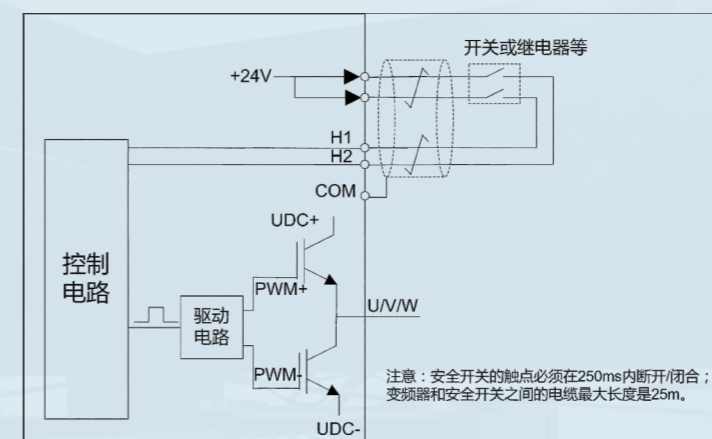 开关或继电器等
+24V
H1
H2
COM
UDC+
控制
电路
PWM+
驱动
电路
U/V/W
PWM-
注意：安全开关的触点必须在250ms内断开/闭合；
变频器和安全开关之间的电缆最大长度是25m。
UDC-